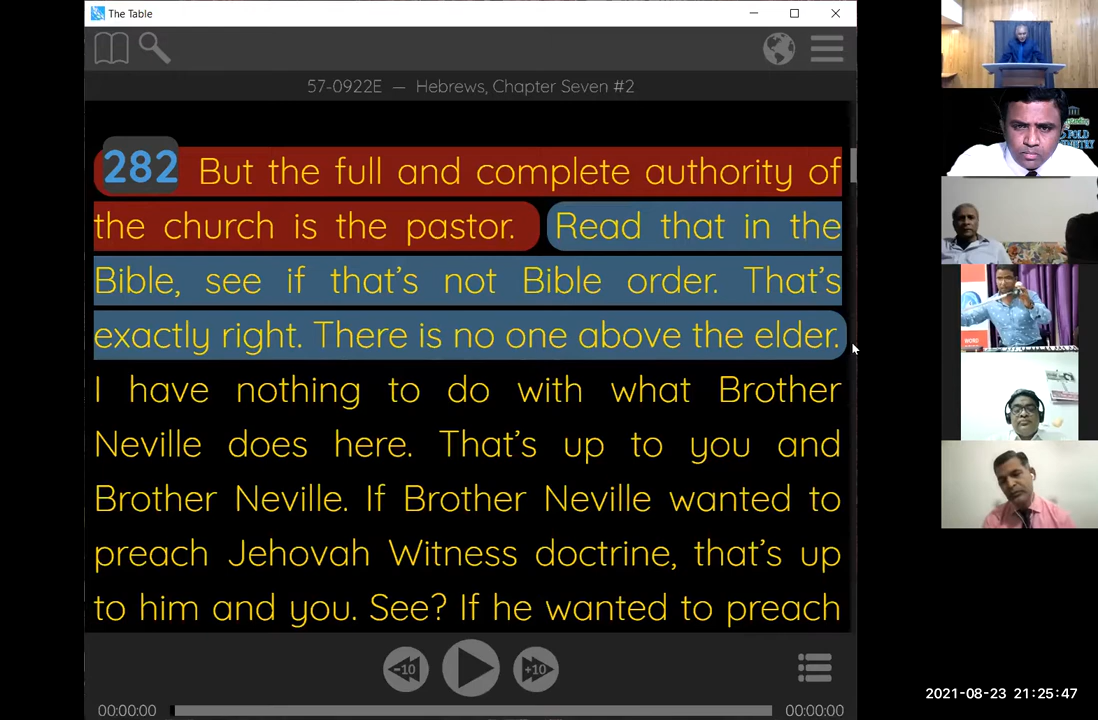 The Table
57-0922E — Hebrews, Chapter Seven #2
282 But the full and complete authority of
the church is the pastor. Read that in the
Bible, see if that's not Bible order. That's
exactly right. There is no one above the elder.
I have nothing to do with what Brother
Neville does here. That's up to you and
Brother Neville. If Brother Neville wanted to
preach Jehovah Witness doctrine, that's up
to him and you. See? If he wanted to preach
-10
+10
00:00:00
00:00:00
2021-08-23 21:25:47
WORD